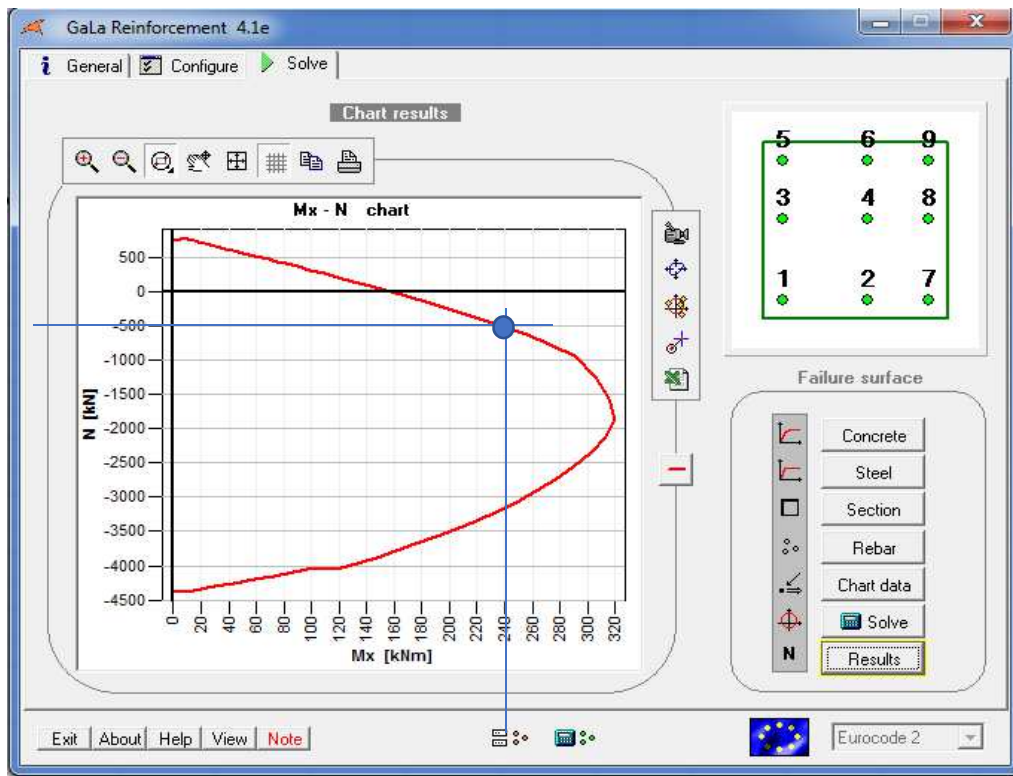 GaLa Reinforcement 4.1e
General Configure Solve
Chart results
Mx - N chart
500
0
-500
-1000
-1500
-2000
-2500
-3000
-3500
-4000
-4500
N [kN]
0 20 40 60 80 100 120 140 160 180 200 220 240 260 280 300 320
Mx [kNm]
5 6 9
3 4 8
1 2 7
Failure surface
Concrete
Steel
Section
Rebar
Chart data
Solve
N Results
Exit About Help View Note
Eurocode 2